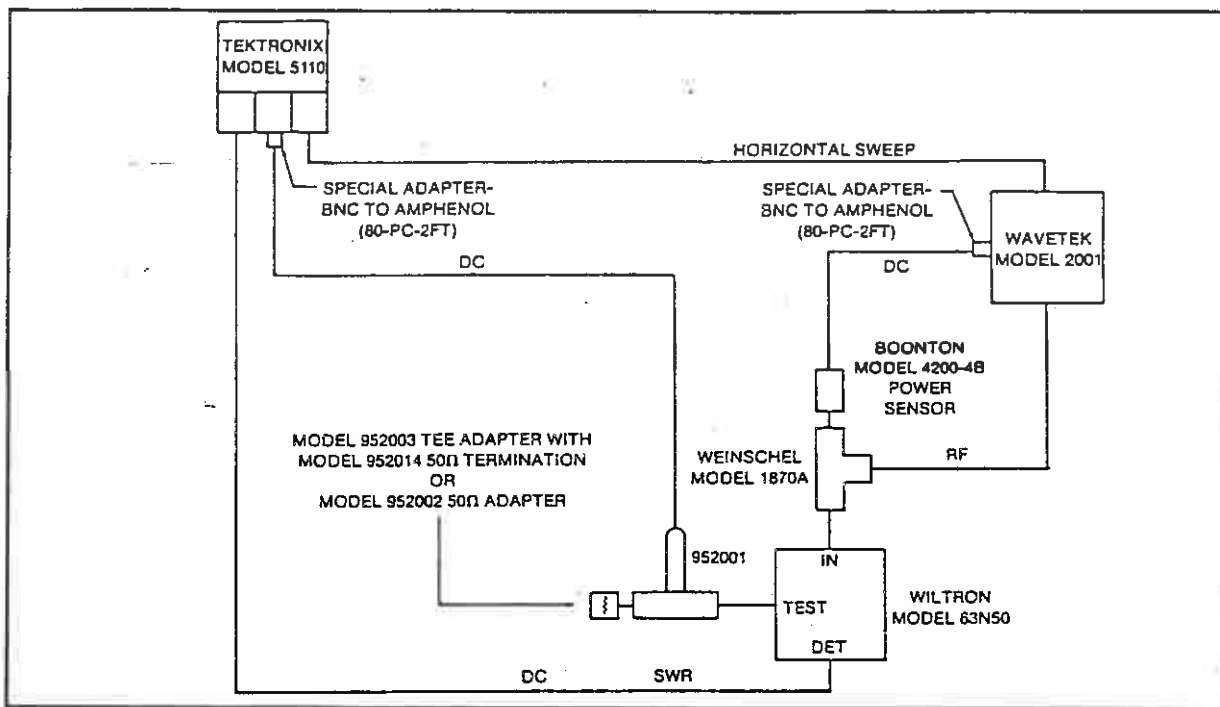 TEKTRONIX
MODEL 5110
HORIZONTAL SWEEP
SPECIAL ADAPTER-
BNC TO AMPHENOL
(80-PC-2FT)
DC
SPECIAL ADAPTER-
BNC TO AMPHENOL
(80-PC-2FT)
DC
WAVETEK
MODEL 2001
BOONTON
MODEL 4200-4B
POWER
SENSOR
MODEL 952003 TEE ADAPTER WITH
MODEL 952014 50Ω TERMINATION
OR
MODEL 952002 50Ω ADAPTER
WEINSCHEL
MODEL 1870A
RF
952001
IN
TEST
DET
WILTRON
MODEL 63N50
DC
SWR